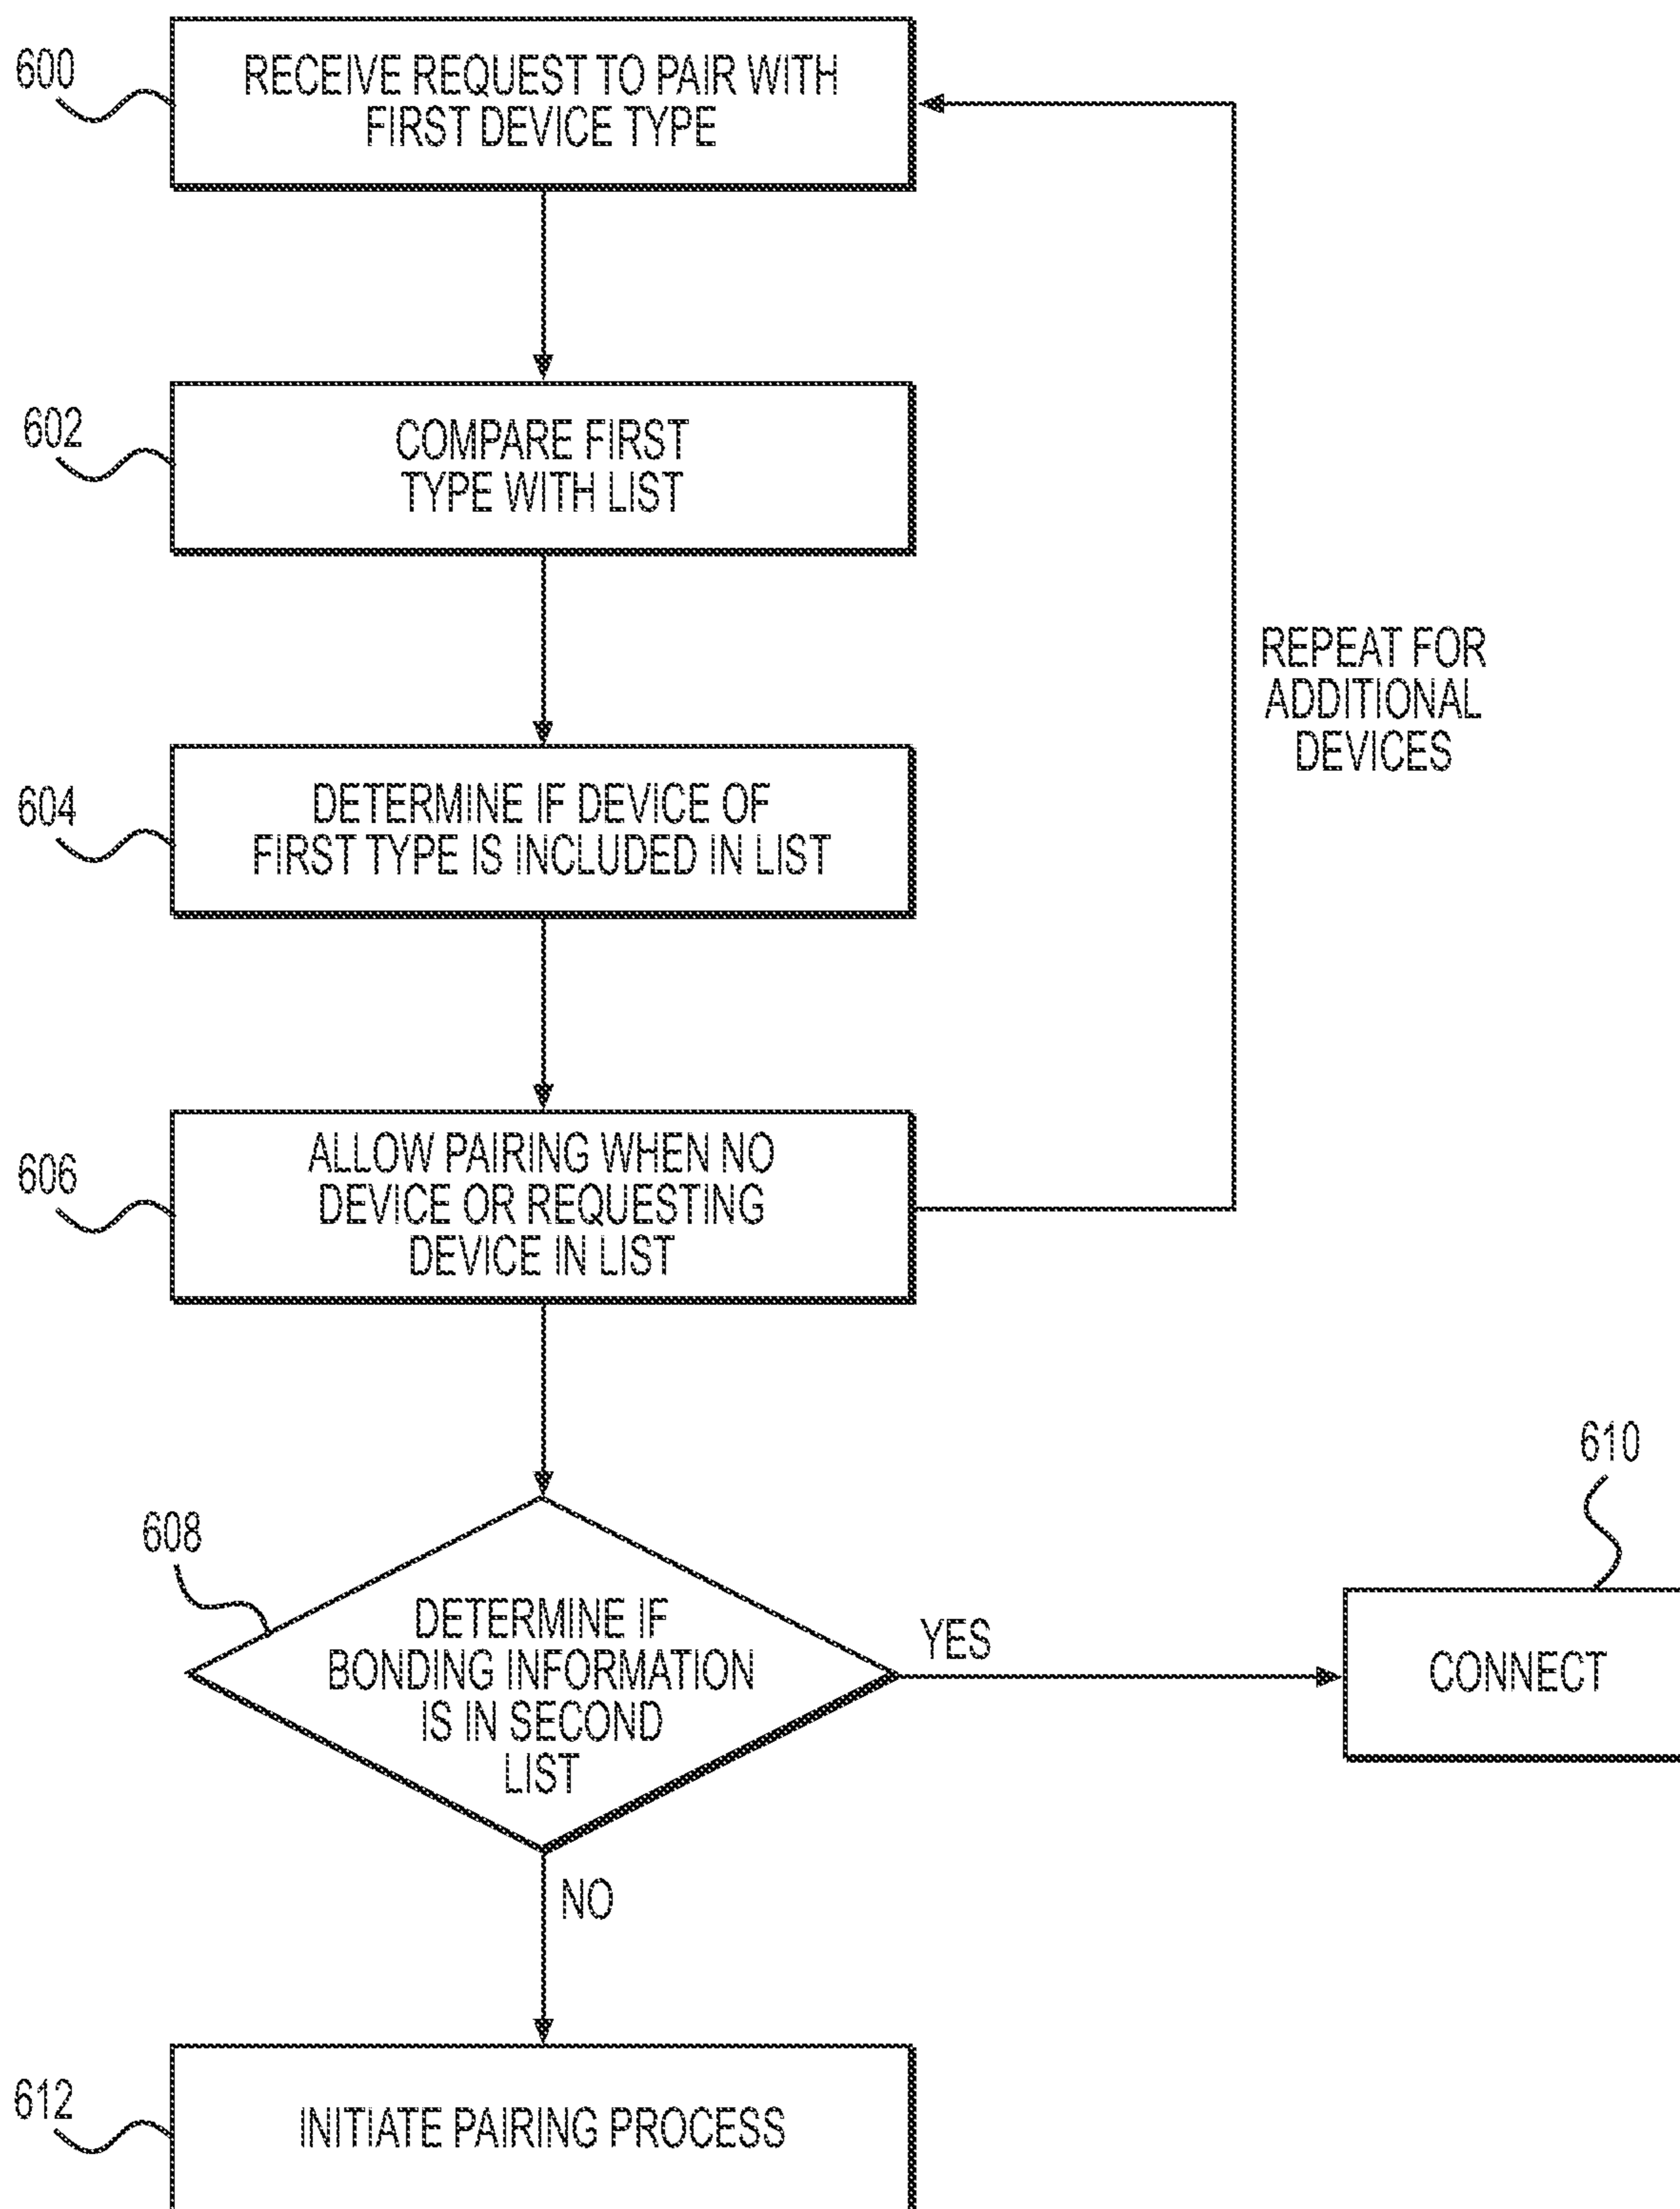 600
RECEIVE REQUEST TO PAIR WITH
FIRST DEVICE TYPE
602
COMPARE FIRST
TYPE WITH LIST
REPEAT FOR
ADDITIONAL
DEVICES
604
DETERMINE IF DEVICE OF
FIRST TYPE IS INCLUDED IN LIST
606
ALLOW PAIRING WHEN NO
DEVICE OR REQUESTING
DEVICE IN LIST
608
DETERMINE IF
BONDING INFORMATION
IS IN SECOND
LIST
YES
610
CONNECT
NO
612
INITIATE PAIRING PROCESS